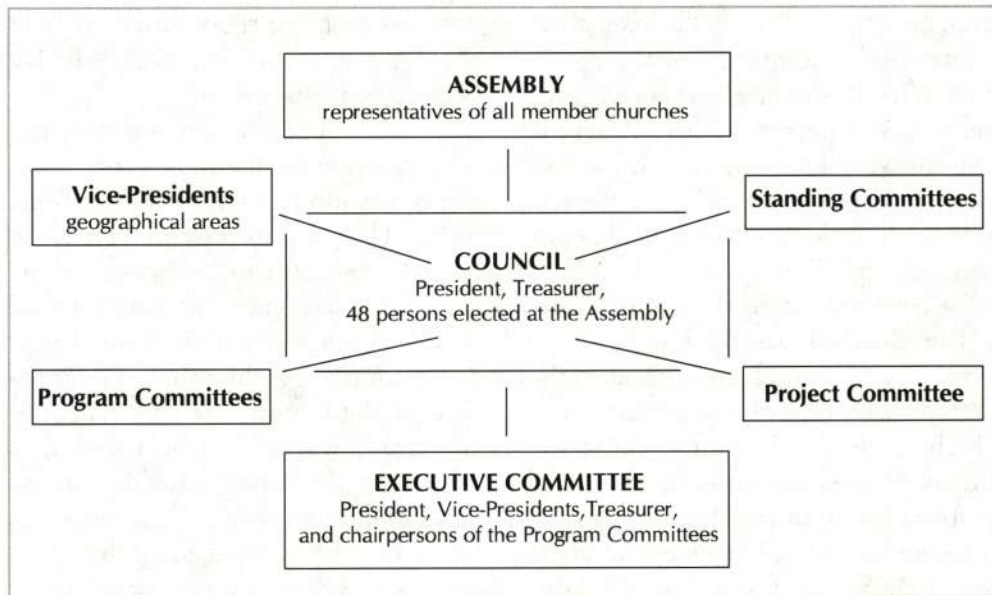 ASSEMBLY
representatives of all member churches
Vice-Presidents
geographical areas
Standing Committees
COUNCIL
President, Treasurer,
48 persons elected at the Assembly
Program Committees
Project Committee
EXECUTIVE COMMITTEE
President, Vice-Presidents,Treasurer,
and chairpersons of the Program Committees